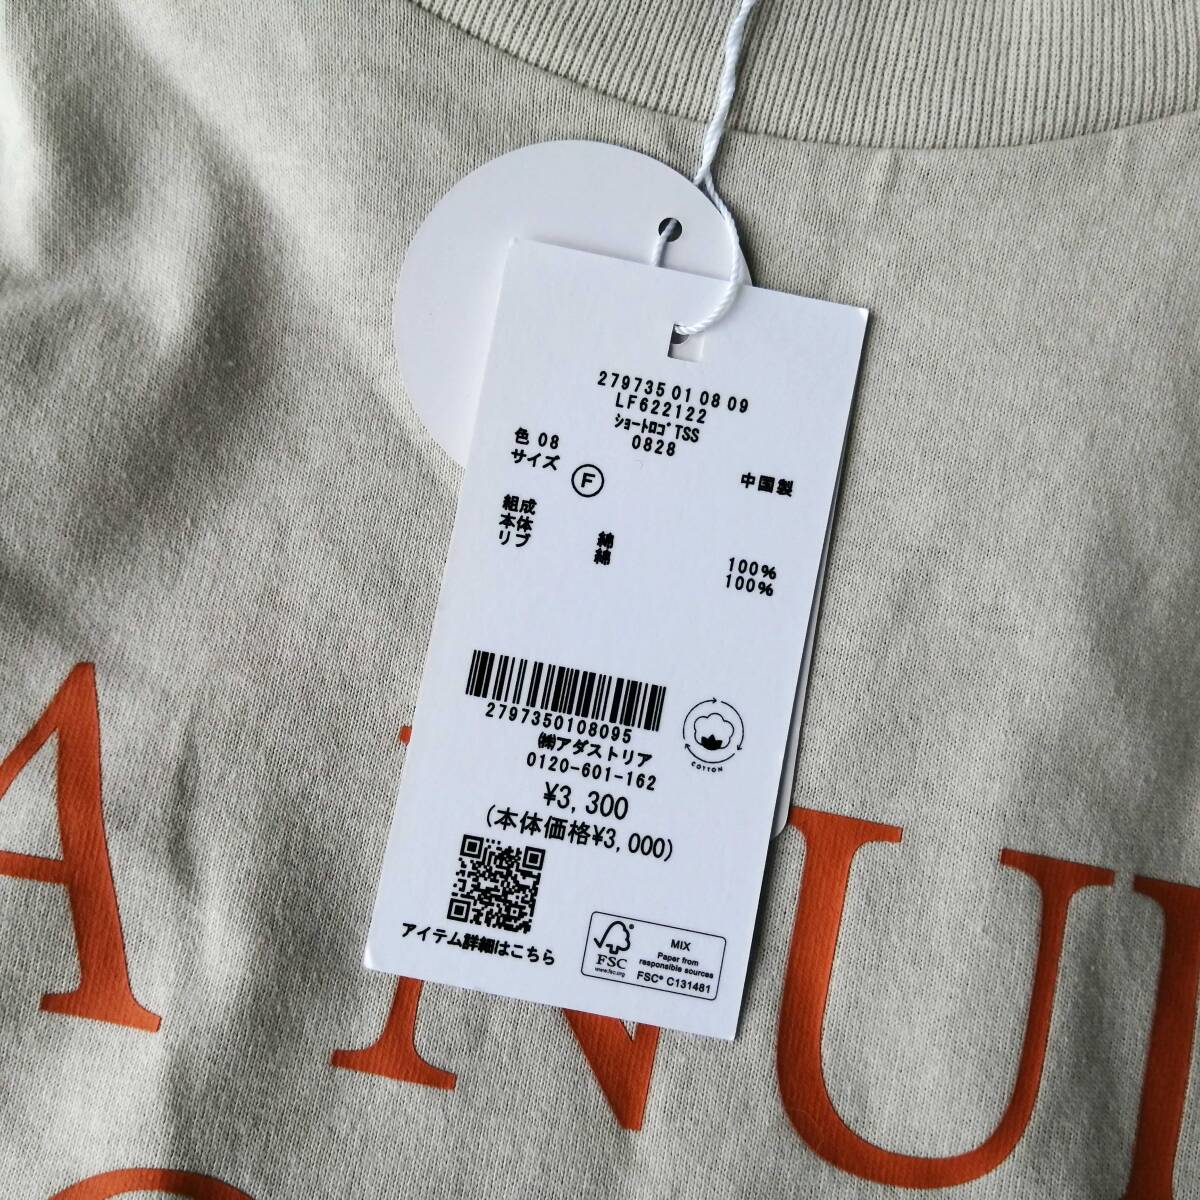 279735 01 08 09
LF622122
ｼｮｰﾄﾛｺﾞTSS
0828
色 08
サイズ
F
中国製
組成
本体 綿 100%
リブ 綿 100%
2797350108095
㈱アダストリア
0120-601-162
COTTON
¥3,300
(本体価格¥3,000)
アイテム詳細はこちら
FSC
www.fsc.org
MIX
Paper from
responsible sources
FSC® C131481
A NU